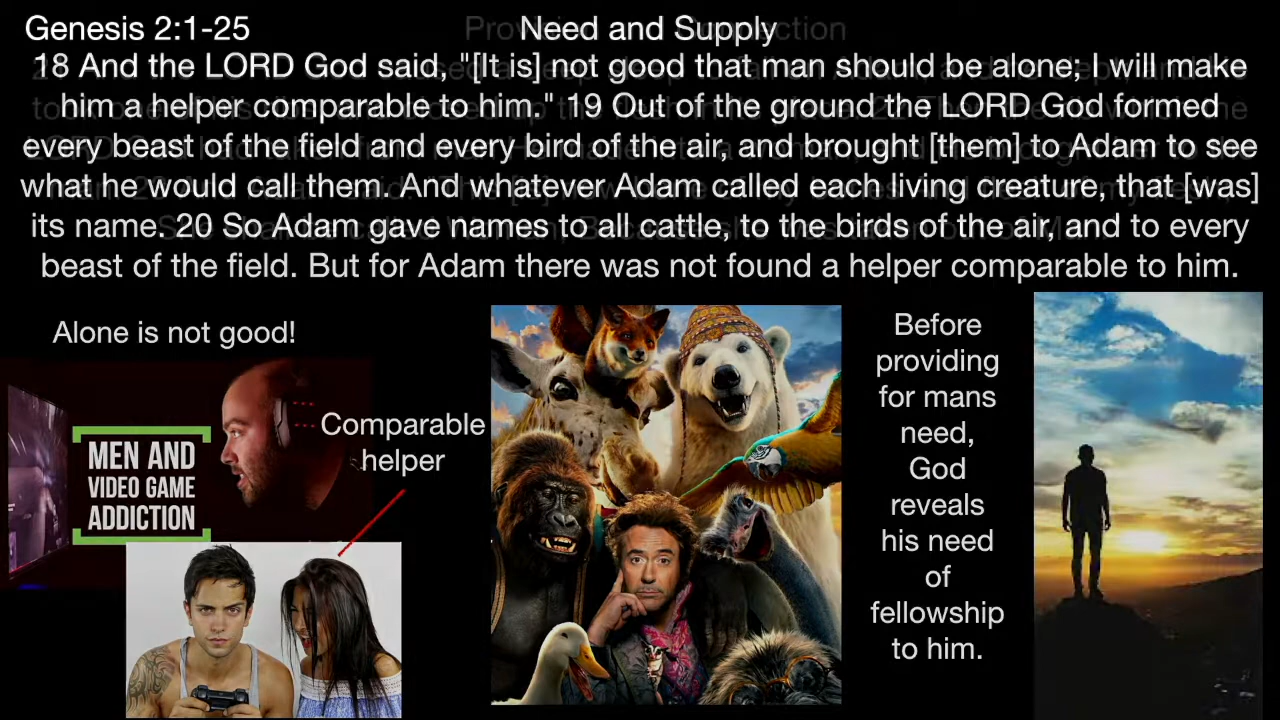 Genesis 2:1-25
Need and Supply
18 And the LORD God said, "[It is] not good that man should be alone; I will make
him a helper comparable to him." 19 Out of the ground the LORD God formed
every beast of the field and every bird of the air, and brought [them] to Adam to see
what he would call them. And whatever Adam called each living creature, that [was]
its name. 20 So Adam gave names to all cattle, to the birds of the air, and to every
beast of the field. But for Adam there was not found a helper comparable to him.
Alone is not good!
MEN AND
VIDEO GAME
ADDICTION
Comparable
helper
Before
providing
for mans
need,
God
reveals
his need
of
fellowship
to him.